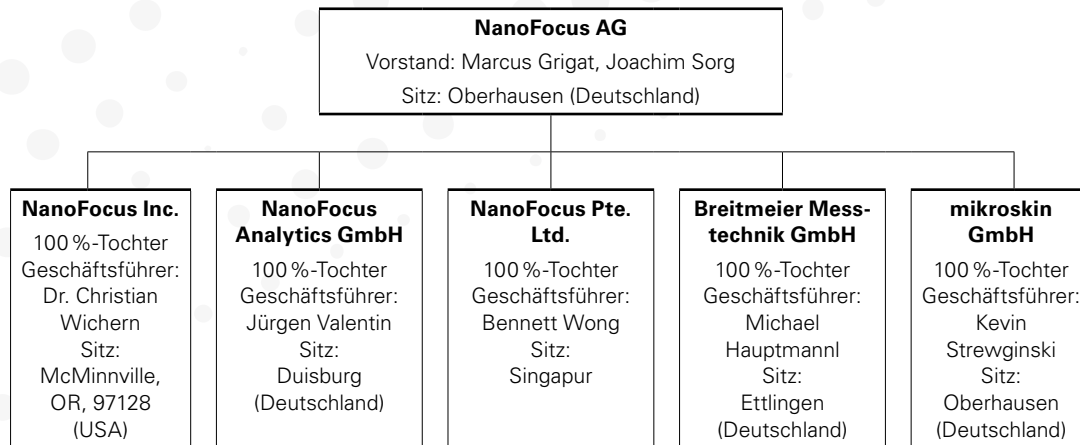 NanoFocus AG
Vorstand: Marcus Grigat, Joachim Sorg
Sitz: Oberhausen (Deutschland)
NanoFocus Inc.
100 %-Tochter
Geschäftsführer:
Dr. Christian
Wichern
Sitz:
McMinnville,
OR, 97128
(USA)
NanoFocus
Analytics GmbH
100 %-Tochter
Geschäftsführer:
Jürgen Valentin
Sitz:
Duisburg
(Deutschland)
NanoFocus Pte.
Ltd.
100 %-Tochter
Geschäftsführer:
Bennett Wong
Sitz:
Singapur
Breitmeier Mess-
technik GmbH
100 %-Tochter
Geschäftsführer:
Michael
Hauptmannl
Sitz:
Ettlingen
(Deutschland)
mikroskin
GmbH
100 %-Tochter
Geschäftsführer:
Kevin
Strewginski
Sitz:
Oberhausen
(Deutschland)